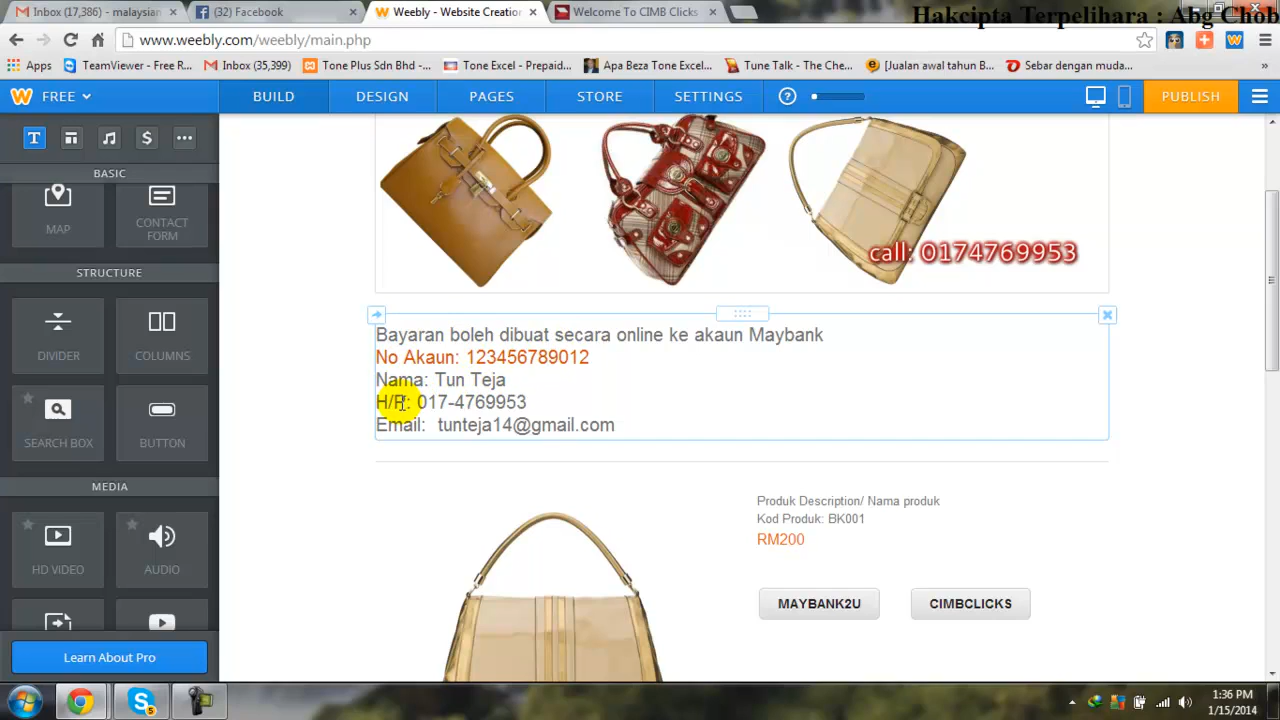 Inbox (17,386) - malaysian
(32) Facebook
Weebly - Website Creation
Welcome To CIMB Clicks
Hakcipta Terpelihara : Abg Chob
www.weebly.com/weebly/main.php
Apps
TeamViewer - Free R...
Inbox (35,399)
Tone Plus Sdn Bhd -...
Tone Excel - Prepaid...
Apa Beza Tone Excel...
Tune Talk - The Che...
[Jualan awal tahun B...
Sebar dengan muda...
W FREE
BUILD
DESIGN
PAGES
STORE
SETTINGS
?
PUBLISH
T
$
BASIC
MAP
CONTACT
FORM
STRUCTURE
DIVIDER
COLUMNS
SEARCH BOX
BUTTON
MEDIA
HD VIDEO
AUDIO
Learn About Pro
call: 0174769953
Bayaran boleh dibuat secara online ke akaun Maybank
No Akaun: 123456789012
Nama: Tun Teja
H/P: 017-4769953
Email: tunteja14@gmail.com
Produk Description/ Nama produk
Kod Produk: BK001
RM200
MAYBANK2U
CIMBCLICKS
5
1:36 PM
1/15/2014